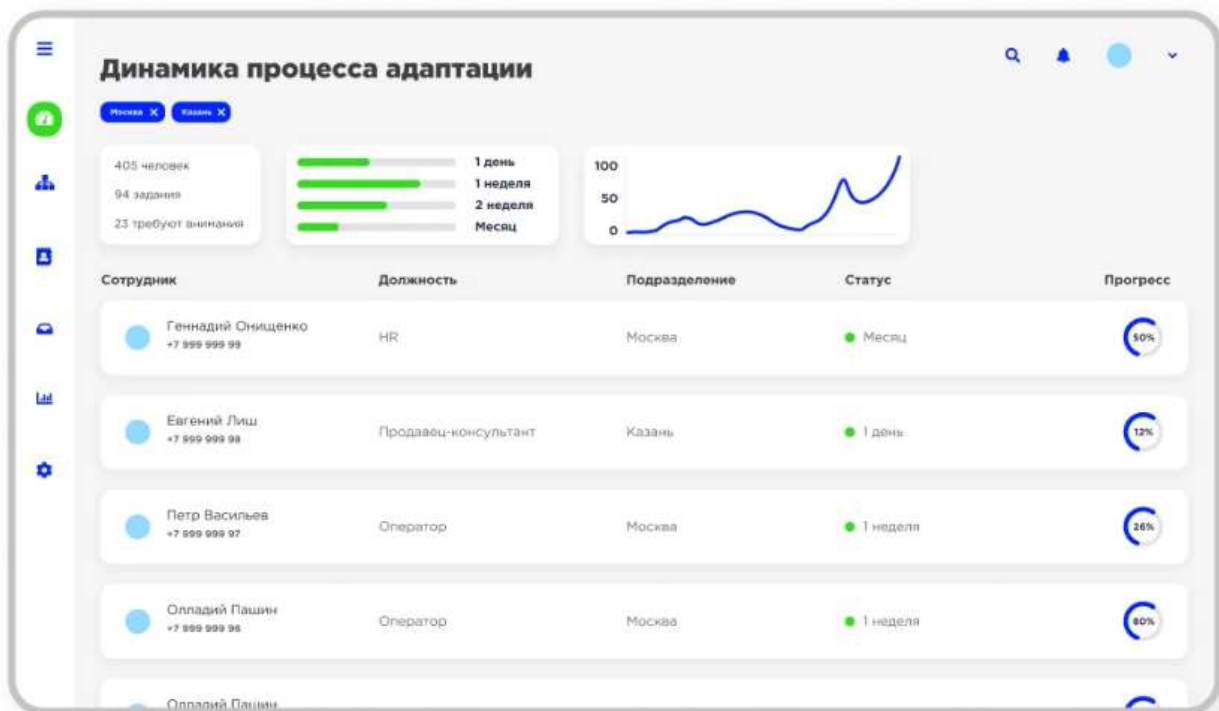 Динамика процесса адаптации
Москва X Казань X
405 человек
94 задания
23 требуют внимания
1 день
1 неделя
2 неделя
Месяц
100
50
0
Сотрудник Должность Подразделение Статус Прогресс
Геннадий Онищенко
+7 999 999 99
HR Москва Месяц 50%
Евгений Лиш
+7 999 999 98
Продавец-консультант Казань 1 день 12%
Петр Васильев
+7 999 999 97
Оператор Москва 1 неделя 26%
Олладий Пашин
+7 999 999 96
Оператор Москва 1 неделя 80%
Олладий Пашин